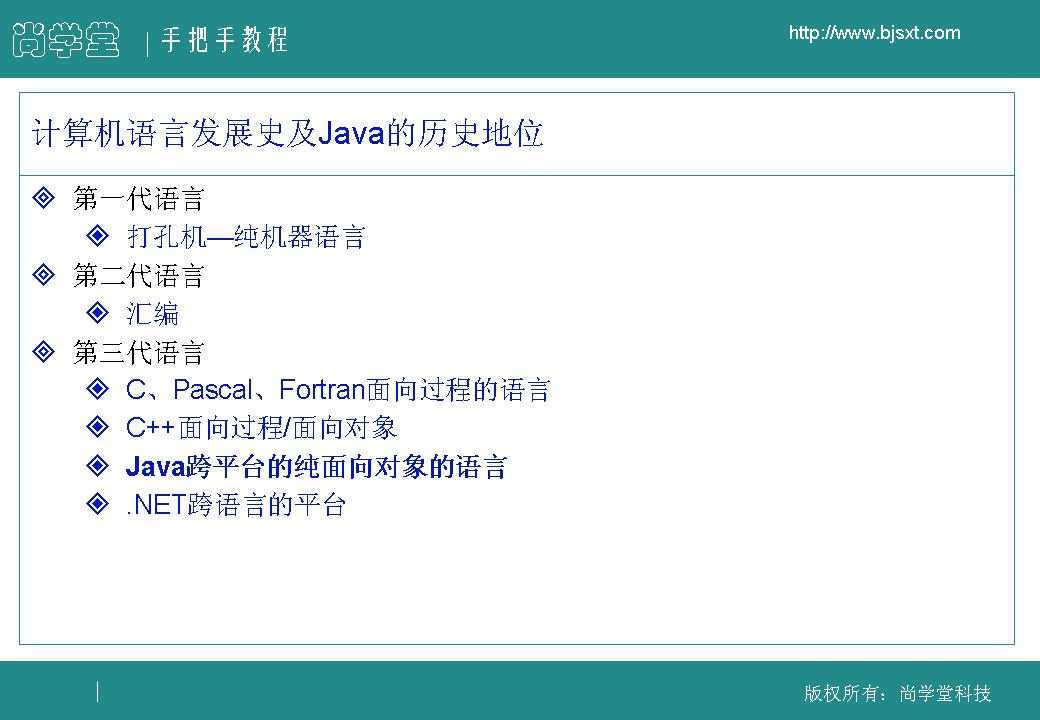 尚学堂 | 手把手教程
http://www.bjsxt.com
计算机语言发展史及Java的历史地位
第一代语言
打孔机—纯机器语言
第二代语言
汇编
第三代语言
C、Pascal、Fortran面向过程的语言
C++面向过程/面向对象
Java跨平台的纯面向对象的语言
.NET跨语言的平台
版权所有：尚学堂科技